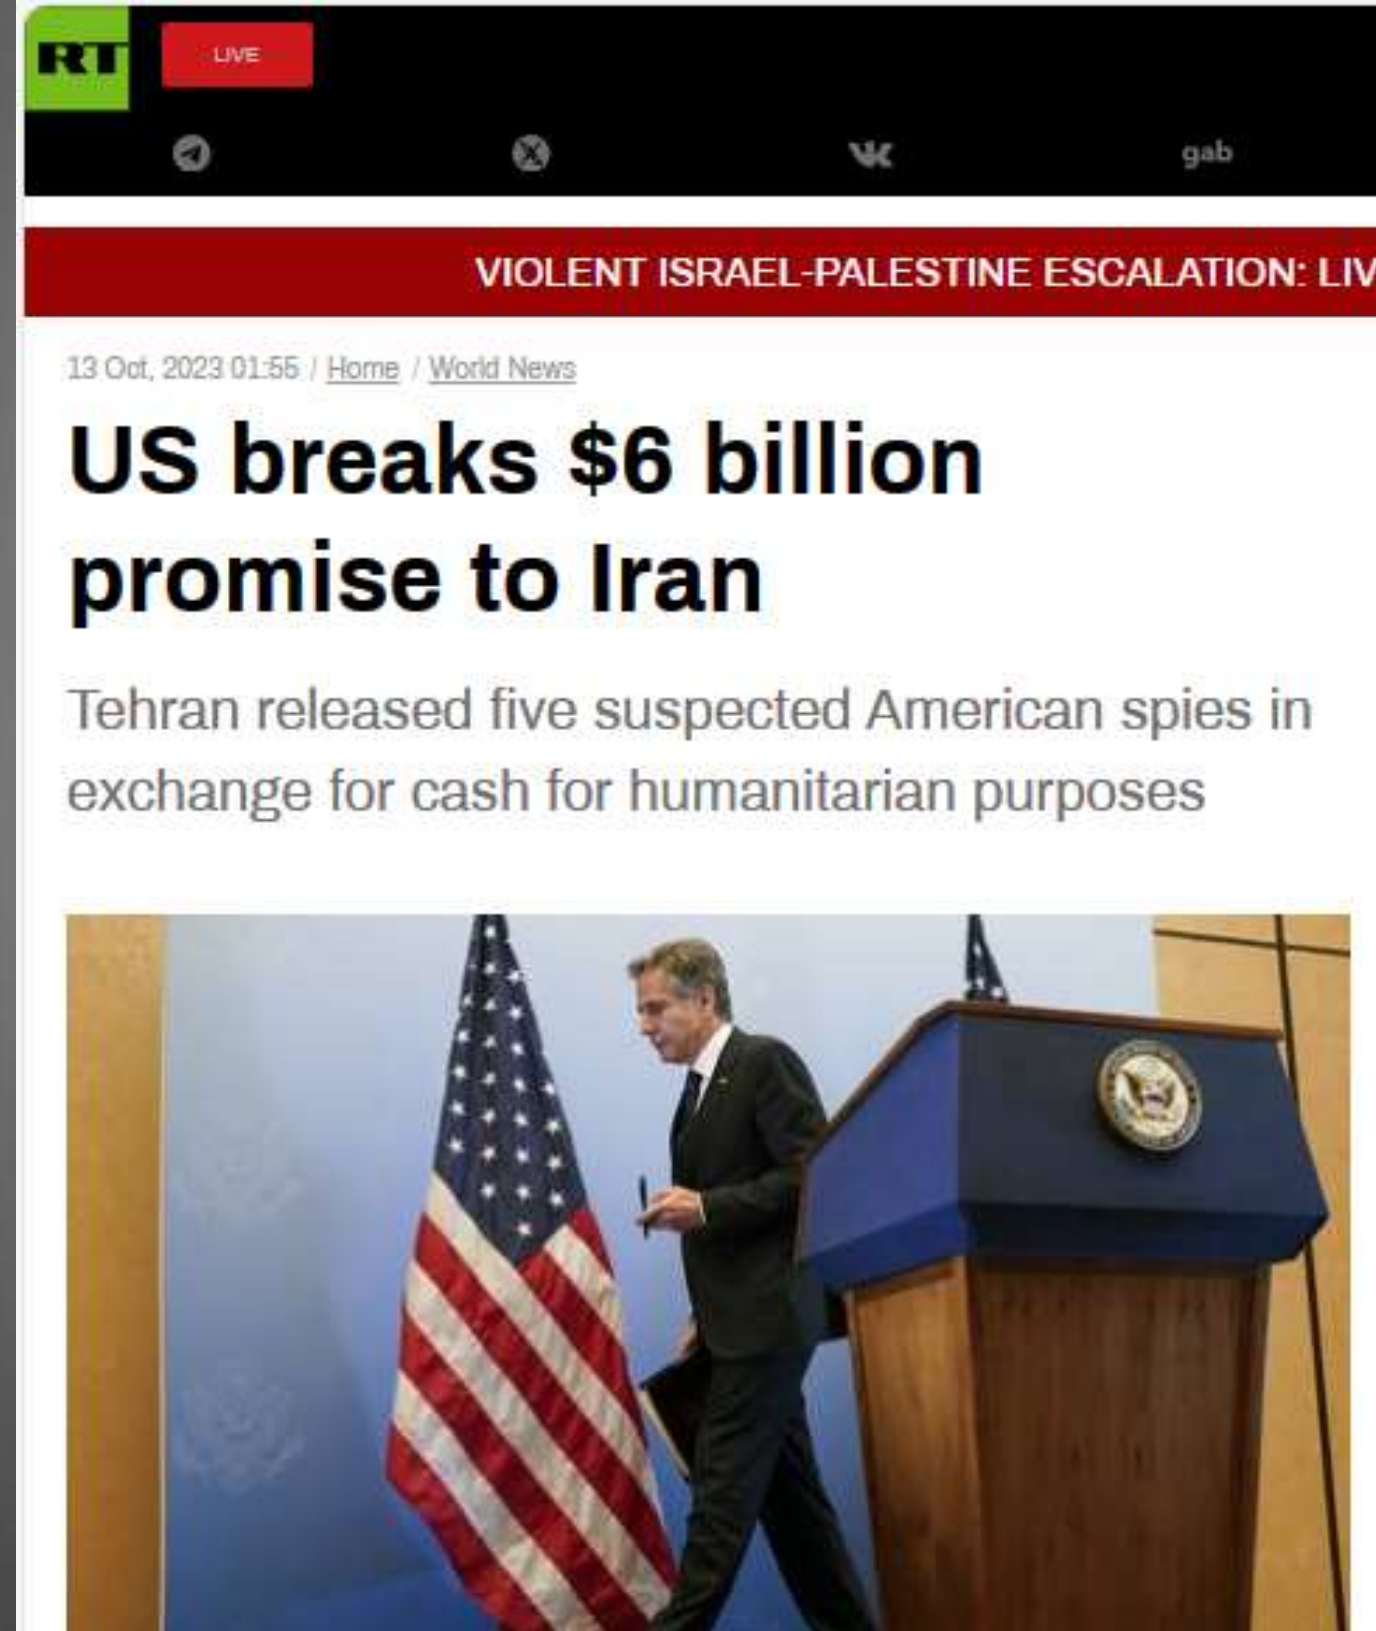 RT
LIVE
gab
VIOLENT ISRAEL-PALESTINE ESCALATION: LIV
13 Oct, 2023 01:55 / Home / World News
US breaks $6 billion
promise to Iran
Tehran released five suspected American spies in
exchange for cash for humanitarian purposes